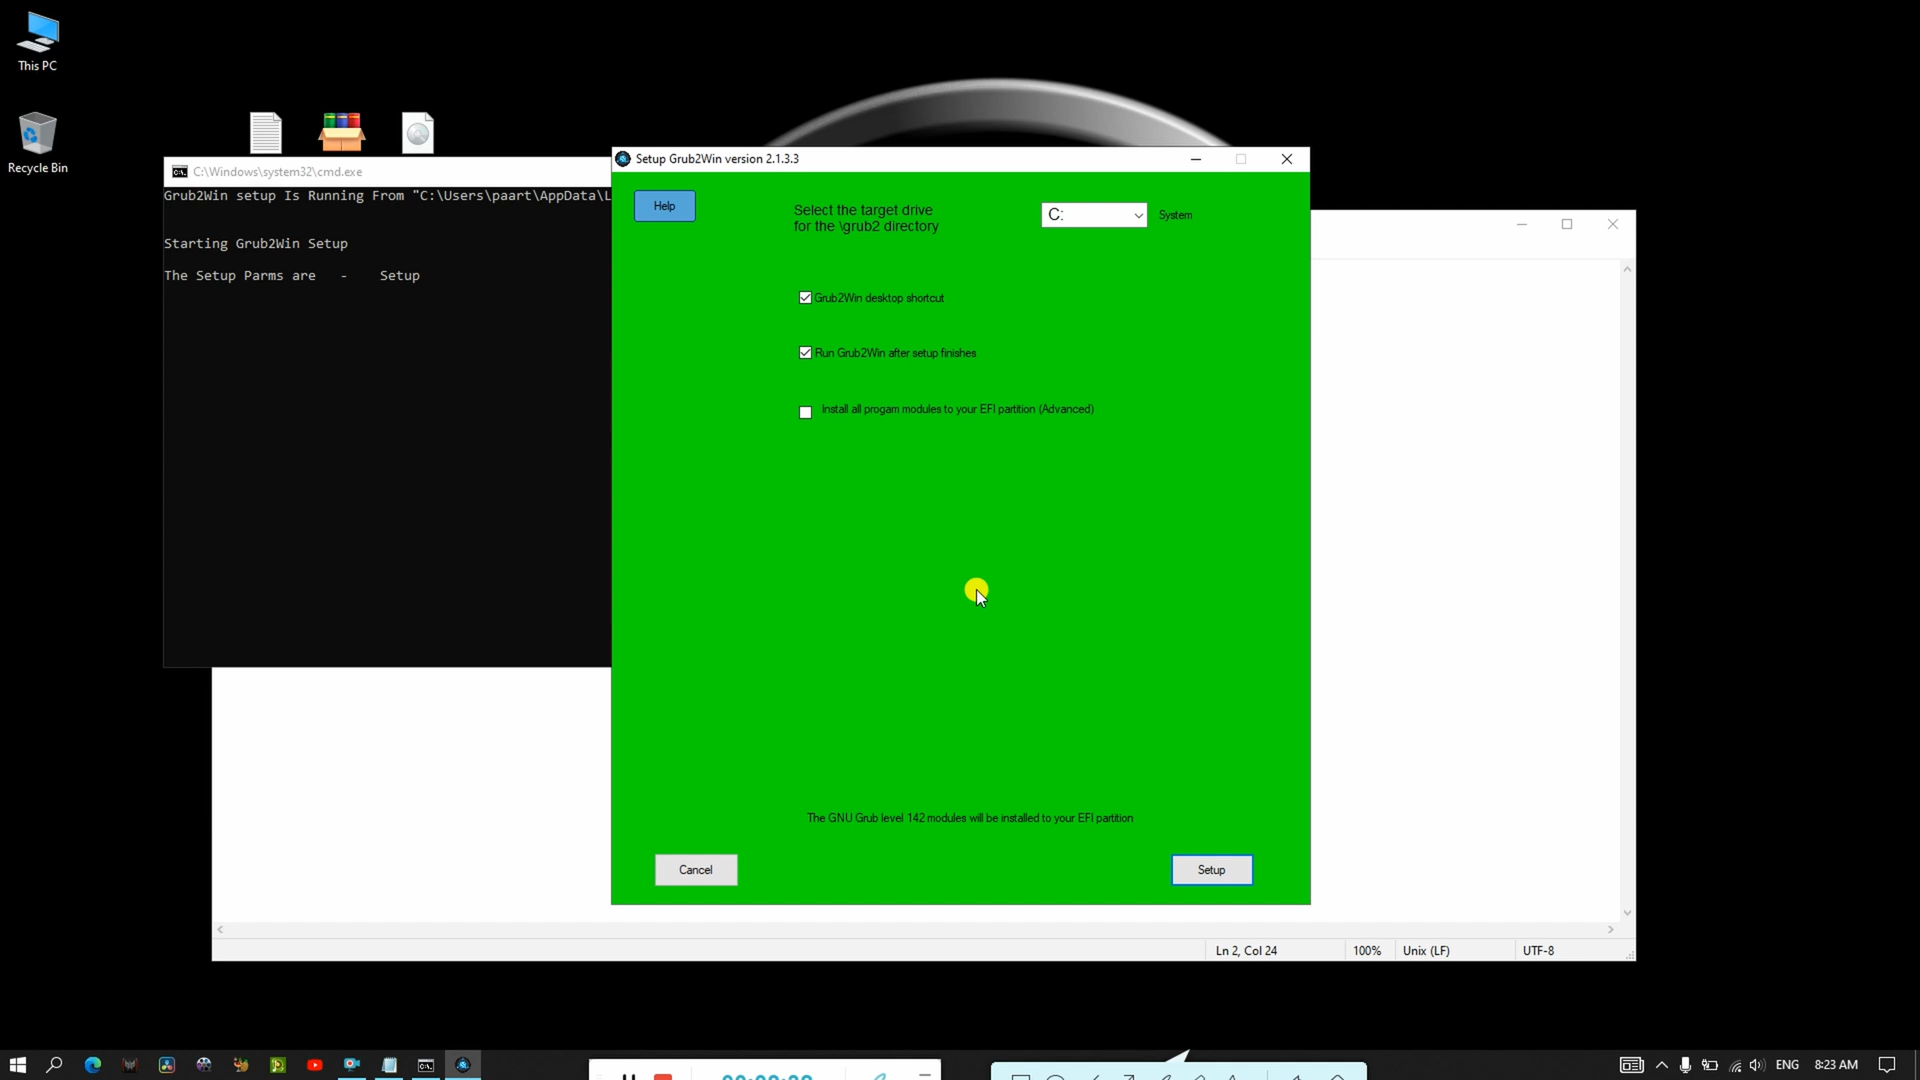 This PC
Recycle Bin
C:\Windows\system32\cmd.exe
Grub2Win setup Is Running From "C:\Users\paart\AppData\L
Starting Grub2Win Setup
The Setup Parms are - Setup
Setup Grub2Win version 2.1.3.3
Help
Select the target drive
for the \grub2 directory
C:
System
Grub2Win desktop shortcut
Run Grub2Win after setup finishes
Install all progam modules to your EFI partition (Advanced)
The GNU Grub level 142 modules will be installed to your EFI partition
Cancel
Setup
Ln 2, Col 24
100%
Unix (LF)
UTF-8
ENG
8:23 AM